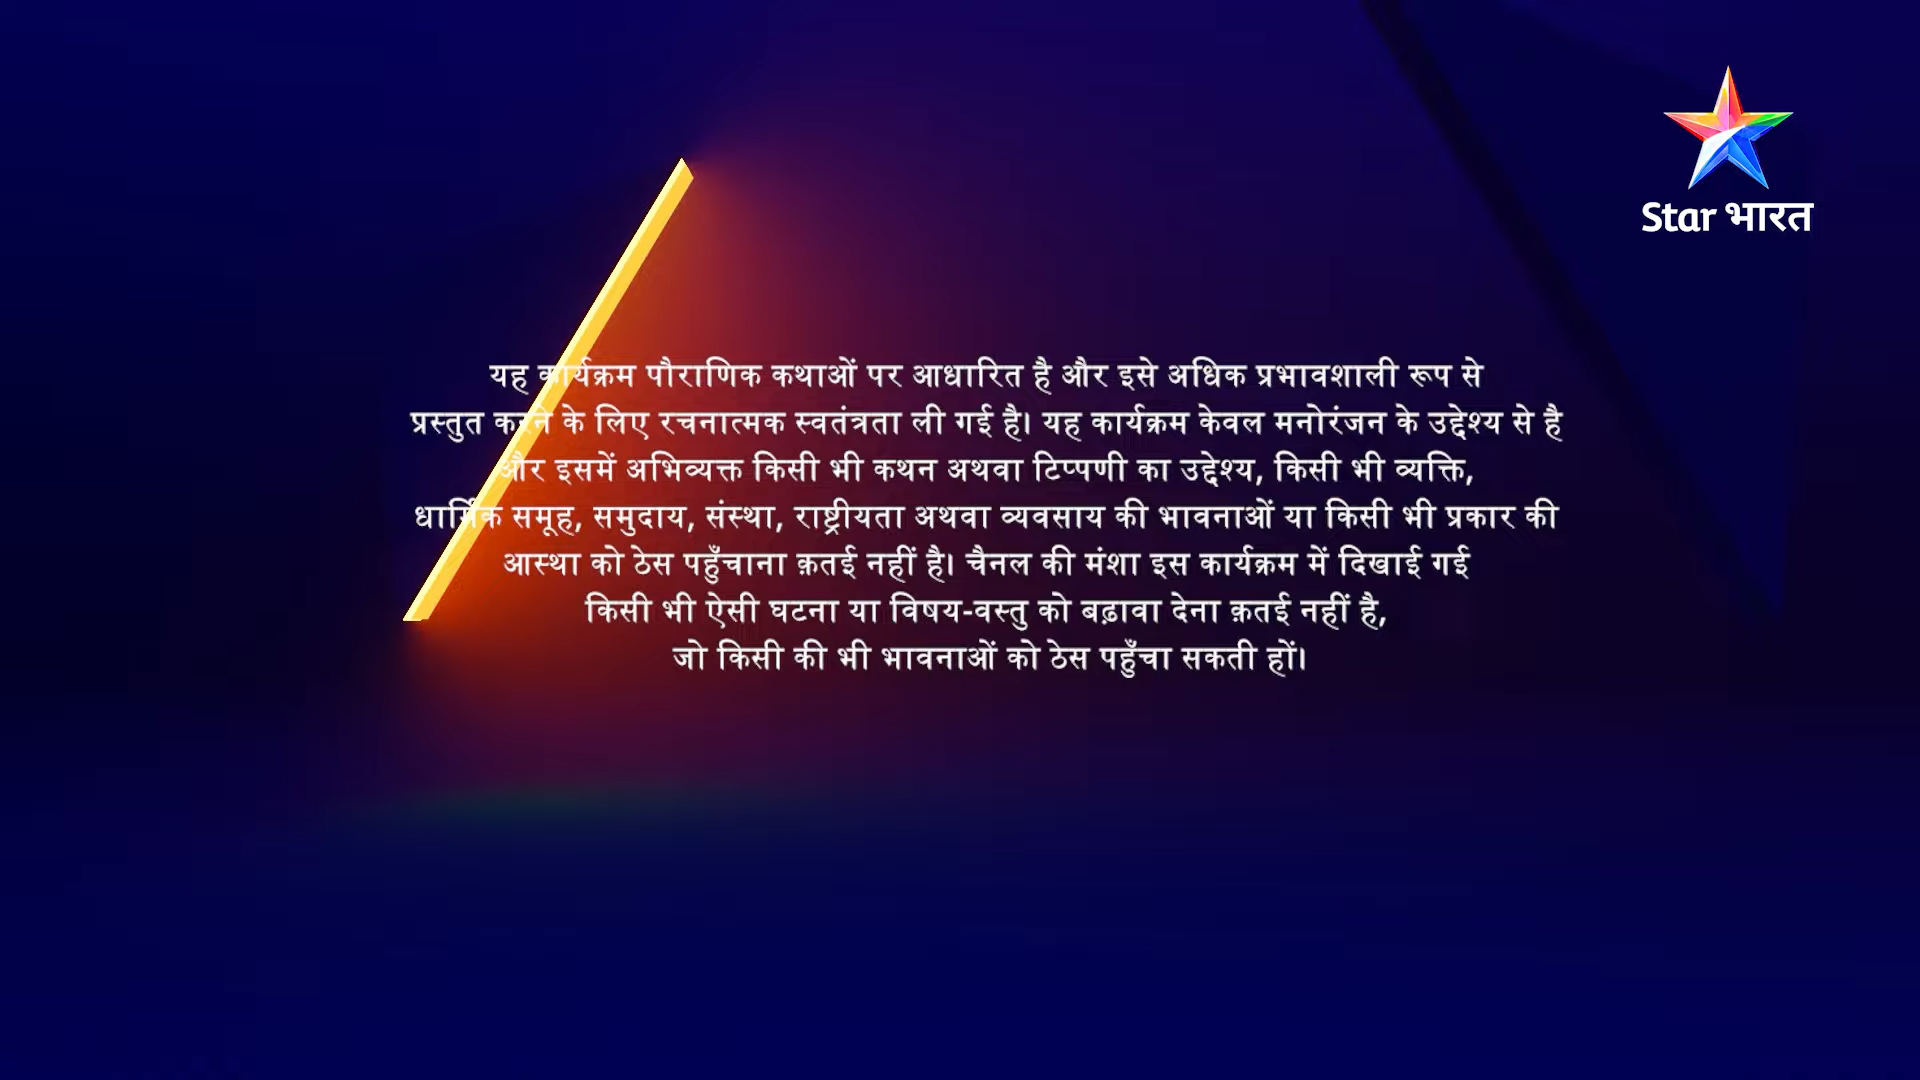 Star भारत
यह कार्यक्रम पौराणिक कथाओं पर आधारित है और इसे अधिक प्रभावशाली रूप से
प्रस्तुत करने के लिए रचनात्मक स्वतंत्रता ली गई है। यह कार्यक्रम केवल मनोरंजन के उद्देश्य से है
और इसमें अभिव्यक्त किसी भी कथन अथवा टिप्पणी का उद्देश्य, किसी भी व्यक्ति,
धार्मिक समूह, समुदाय, संस्था, राष्ट्रीयता अथवा व्यवसाय की भावनाओं या किसी भी प्रकार की
आस्था को ठेस पहुँचाना क़तई नहीं है। चैनल की मंशा इस कार्यक्रम में दिखाई गई
किसी भी ऐसी घटना या विषय-वस्तु को बढ़ावा देना क़तई नहीं है,
जो किसी की भी भावनाओं को ठेस पहुँचा सकती हों।